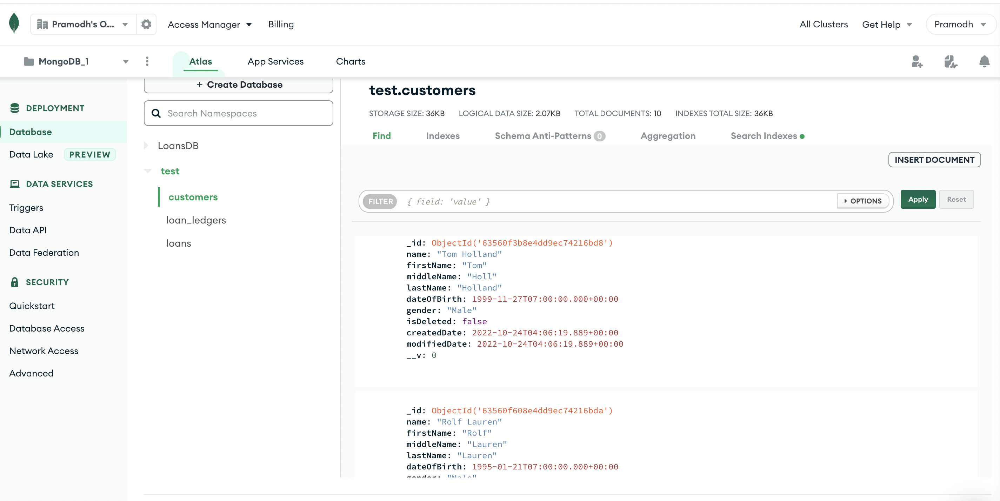 Pramodh's O...
Access Manager
Billing
All Clusters
Get Help
Pramodh
MongoDB_1
Atlas
App Services
Charts
DEPLOYMENT
Database
Data Lake PREVIEW
DATA SERVICES
Triggers
Data API
Data Federation
SECURITY
Quickstart
Database Access
Network Access
Advanced
+ Create Database
Search Namespaces
LoansDB
test
customers
loan_ledgers
loans
test.customers
STORAGE SIZE: 36KB LOGICAL DATA SIZE: 2.07KB TOTAL DOCUMENTS: 10 INDEXES TOTAL SIZE: 36KB
Find Indexes Schema Anti-Patterns 0 Aggregation Search Indexes
INSERT DOCUMENT
FILTER { field: 'value' } OPTIONS Apply Reset
_id: ObjectId('63560f3b8e4dd9ec74216bd8')
name: "Tom Holland"
firstName: "Tom"
middleName: "Holl"
lastName: "Holland"
dateOfBirth: 1999-11-27T07:00:00.000+00:00
gender: "Male"
isDeleted: false
createdDate: 2022-10-24T04:06:19.889+00:00
modifiedDate: 2022-10-24T04:06:19.889+00:00
__v: 0
_id: ObjectId('63560f608e4dd9ec74216bda')
name: "Rolf Lauren"
firstName: "Rolf"
middleName: "Lauren"
lastName: "Lauren"
dateOfBirth: 1995-01-21T07:00:00.000+00:00
gender: "Male"